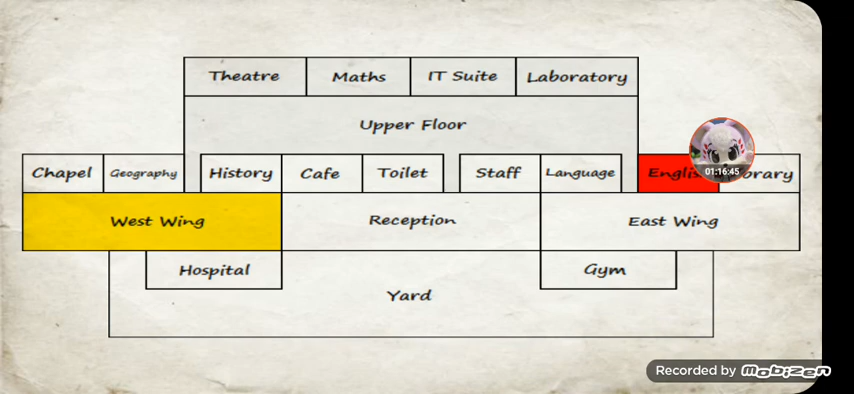 Theatre Maths IT Suite Laboratory
Upper Floor
Chapel Geography History Cafe Toilet Staff Language
01:16:45
West Wing Reception East Wing
Hospital Gym
Yard
Recorded by Mobizen